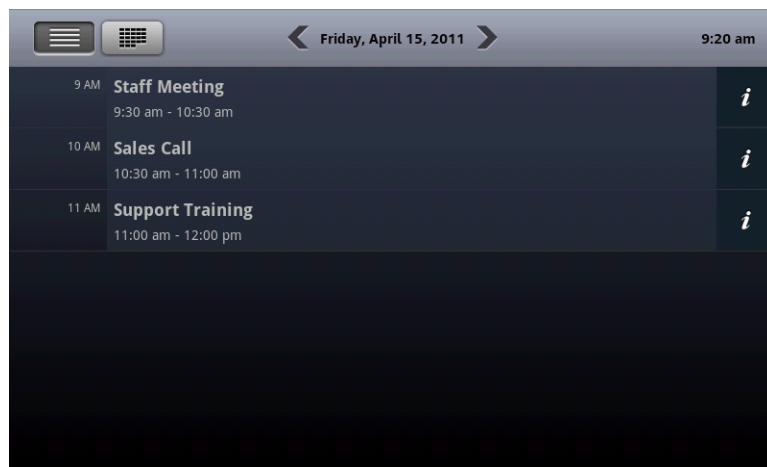 Friday, April 15, 2011
9:20 am
9 AM Staff Meeting
9:30 am - 10:30 am
i
10 AM Sales Call
10:30 am - 11:00 am
i
11 AM Support Training
11:00 am - 12:00 pm
i